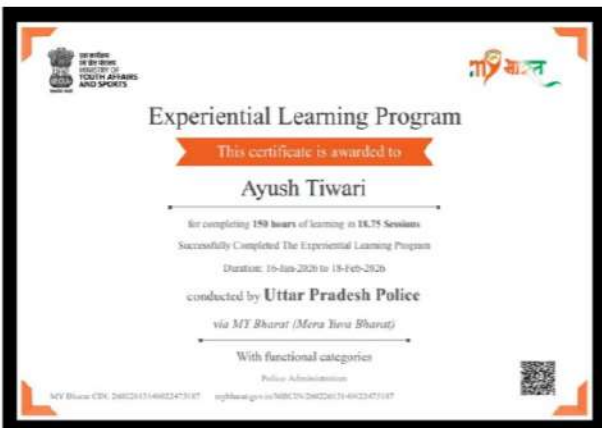 MINISTRY OF
YOUTH AFFAIRS
AND SPORTS
Experiential Learning Program
This certificate is awarded to
Ayush Tiwari
for completing 150 hours of learning in 18.75 Sessions
Successfully Completed The Experiential Learning Program
Duration: 16-Jan-2026 to 18-Feb-2026
conducted by Uttar Pradesh Police
via MY Bharat (Mera Yuva Bharat)
With functional categories
Police Administration
MY Bharat